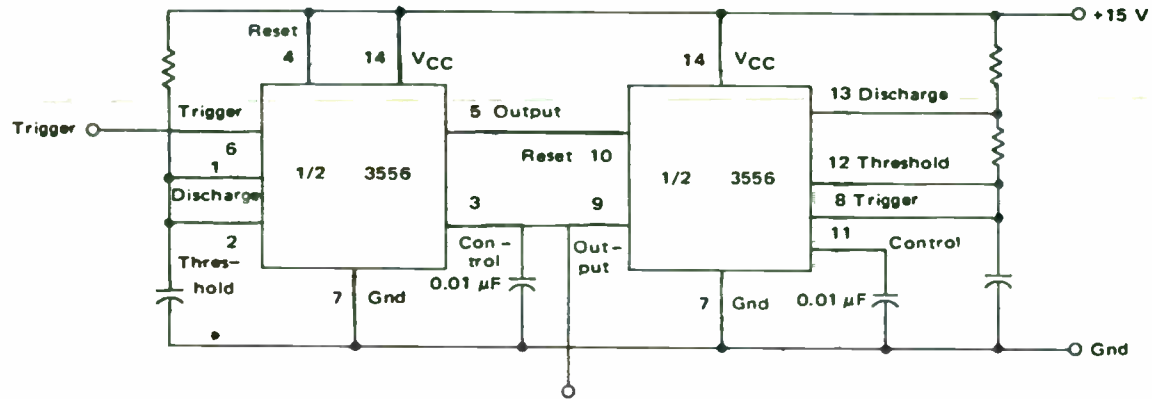 +15 V
Reset
4
14
VCC
14
VCC
Trigger
Trigger
6
1
Discharge
2
Thres-
hold
1/2 3556
5 Output
Reset 10
3
9
Con-
trol
0.01 µF
Out-
put
7 Gnd
1/2 3556
13 Discharge
12 Threshold
8 Trigger
11
Control
0.01 µF
7 Gnd
Gnd